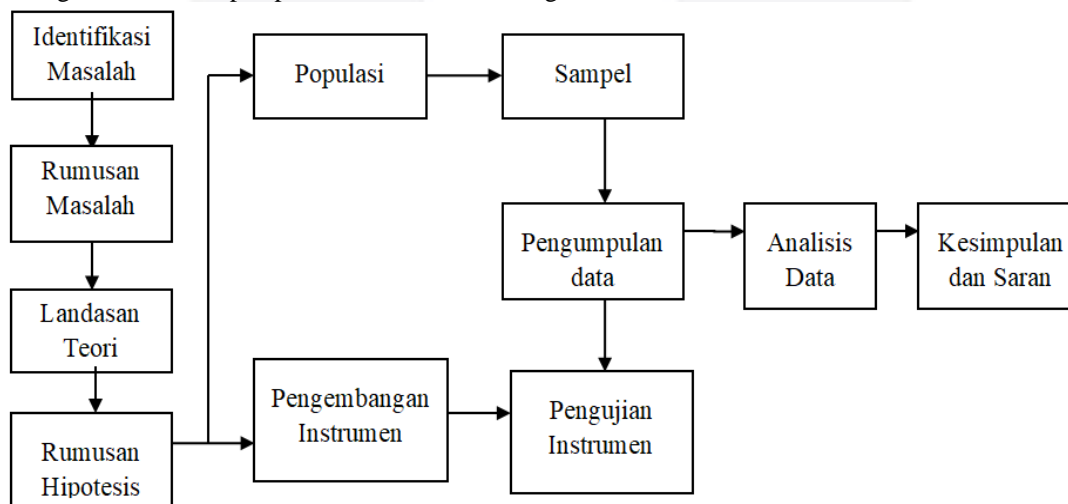 Identifikasi
Masalah
Rumusan
Masalah
Landasan
Teori
Rumusan
Hipotesis
Populasi
Sampel
Pengumpulan
data
Analisis
Data
Kesimpulan
dan Saran
Pengembangan
Instrumen
Pengujian
Instrumen